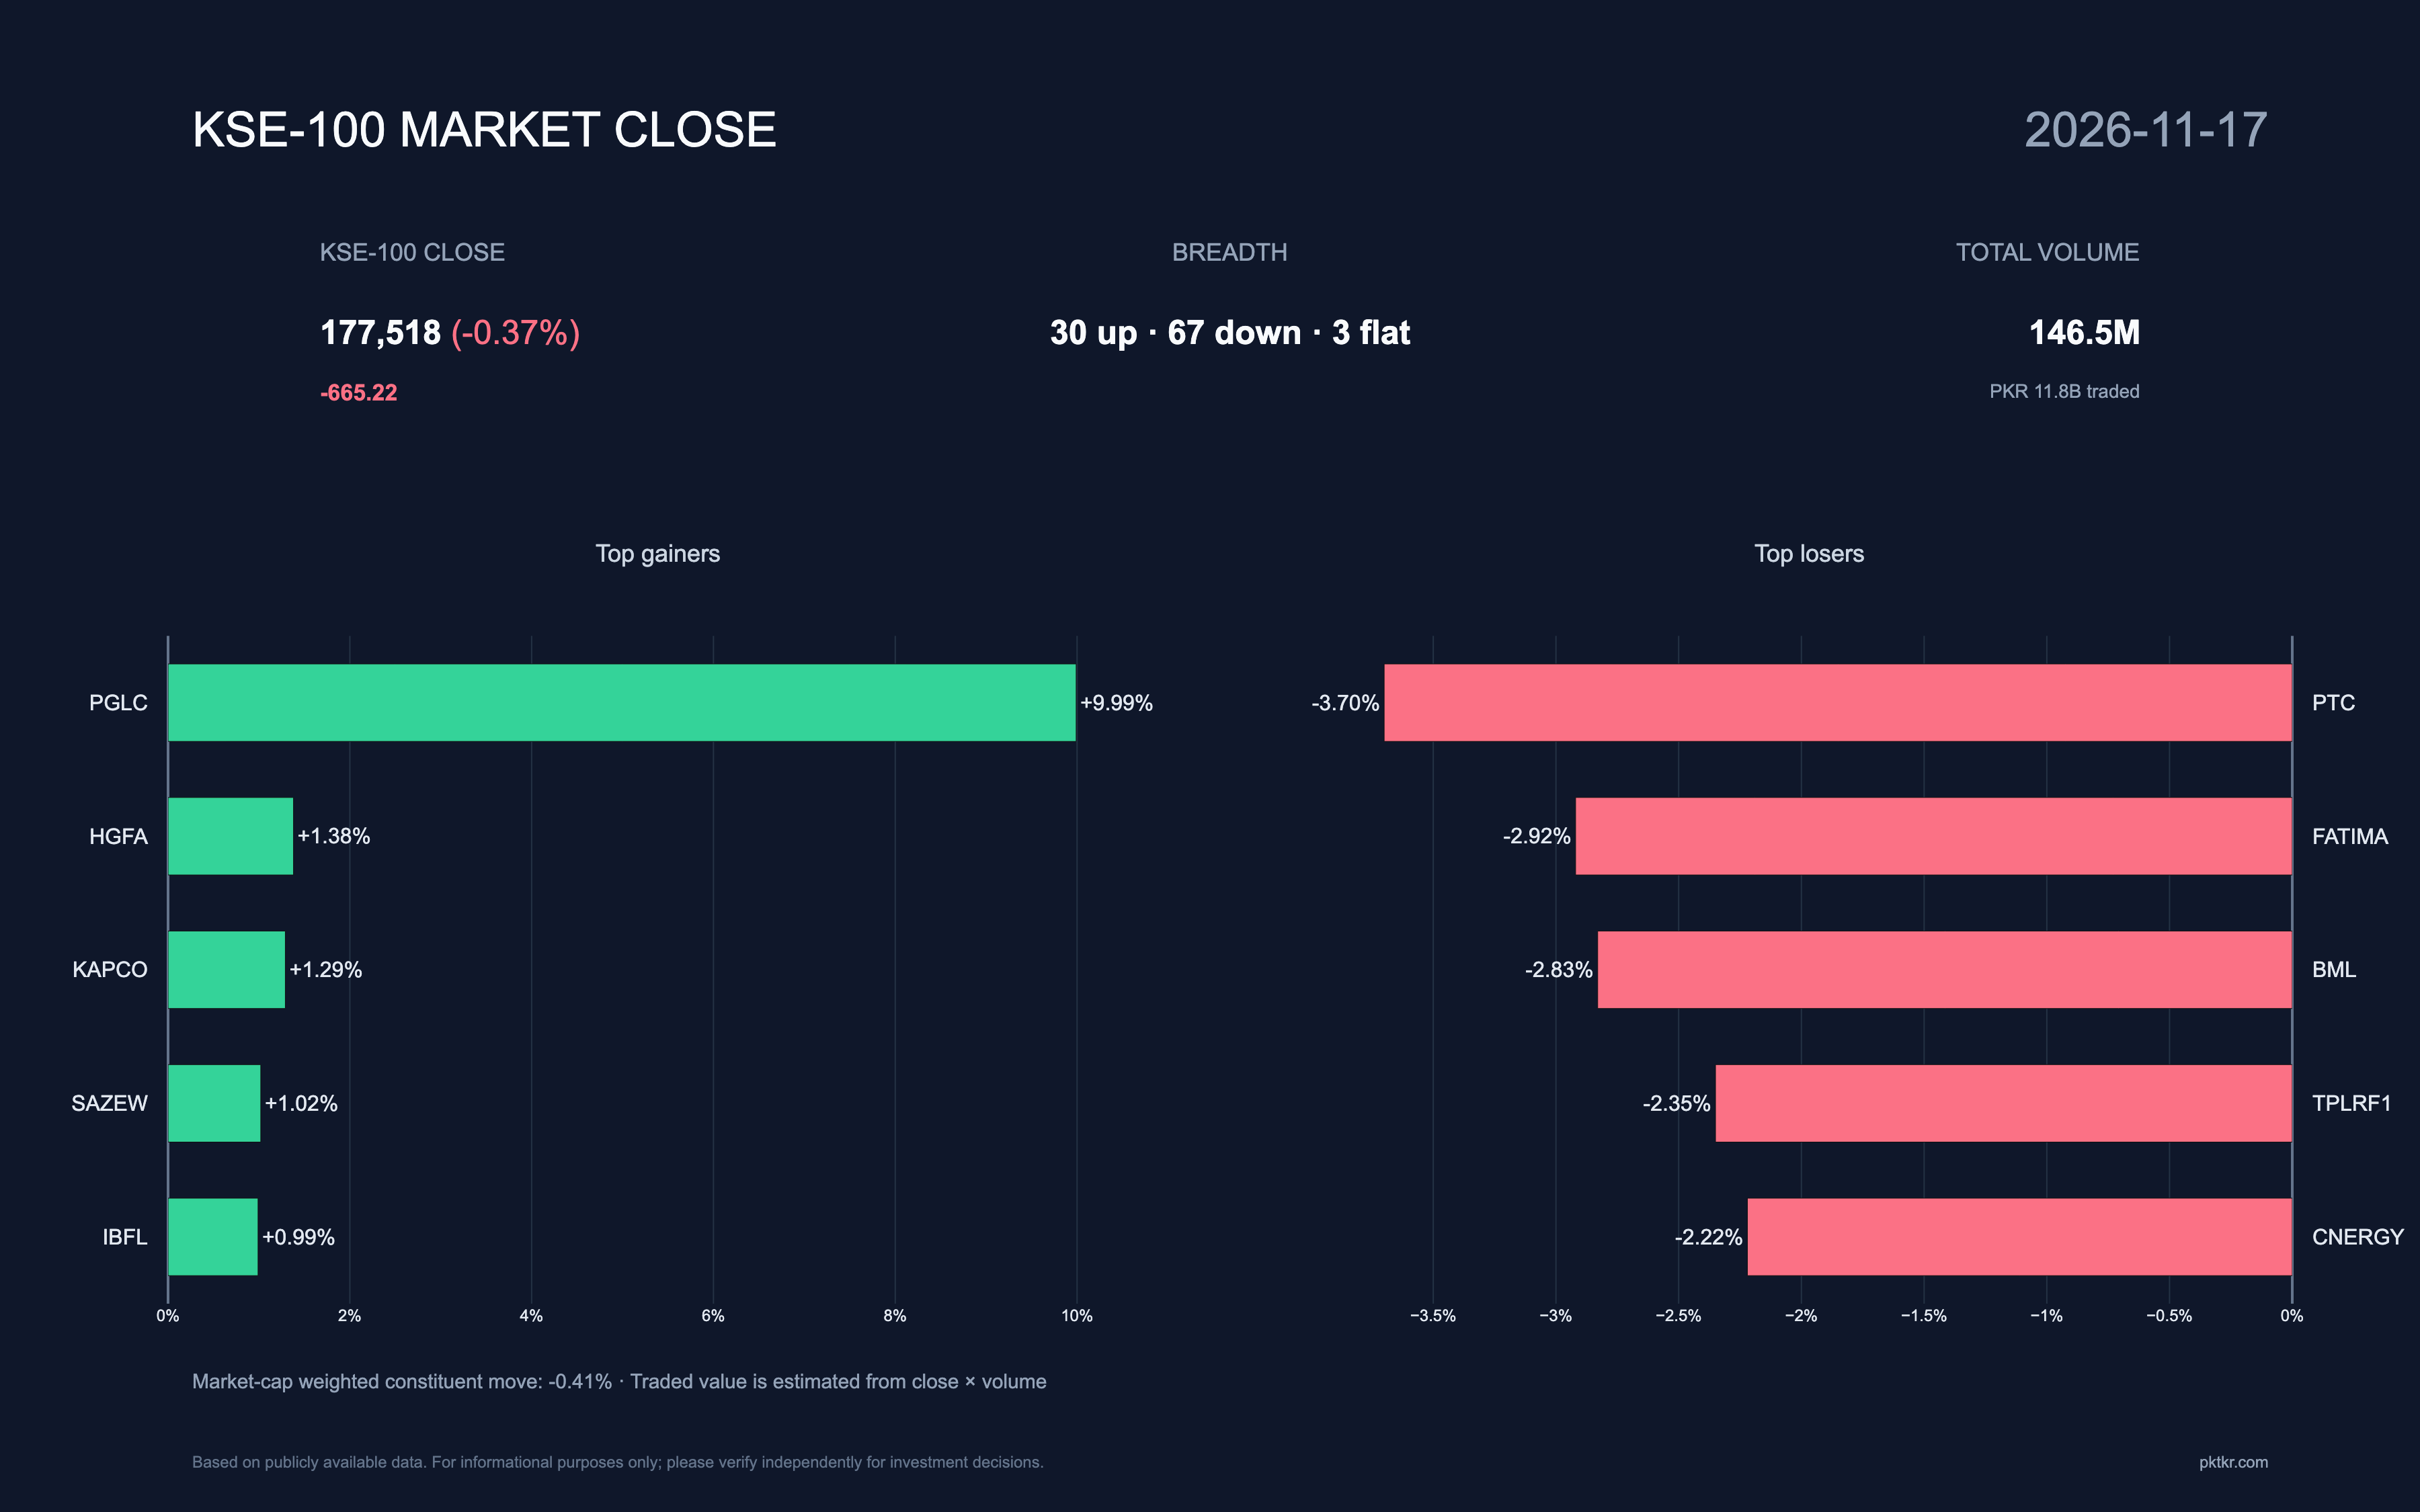 KSE-100 MARKET CLOSE
2026-11-17
KSE-100 CLOSE
177,518 (-0.37%)
-665.22
BREADTH
30 up · 67 down · 3 flat
TOTAL VOLUME
146.5M
PKR 11.8B traded
Top gainers
PGLC +9.99%
HGFA +1.38%
KAPCO +1.29%
SAZEW +1.02%
IBFL +0.99%
0% 2% 4% 6% 8% 10%
Top losers
-3.70% PTC
-2.92% FATIMA
-2.83% BML
-2.35% TPLRF1
-2.22% CNERGY
−3.5% −3% −2.5% −2% −1.5% −1% −0.5% 0%
Market-cap weighted constituent move: -0.41% · Traded value is estimated from close × volume
Based on publicly available data. For informational purposes only; please verify independently for investment decisions.
pktkr.com